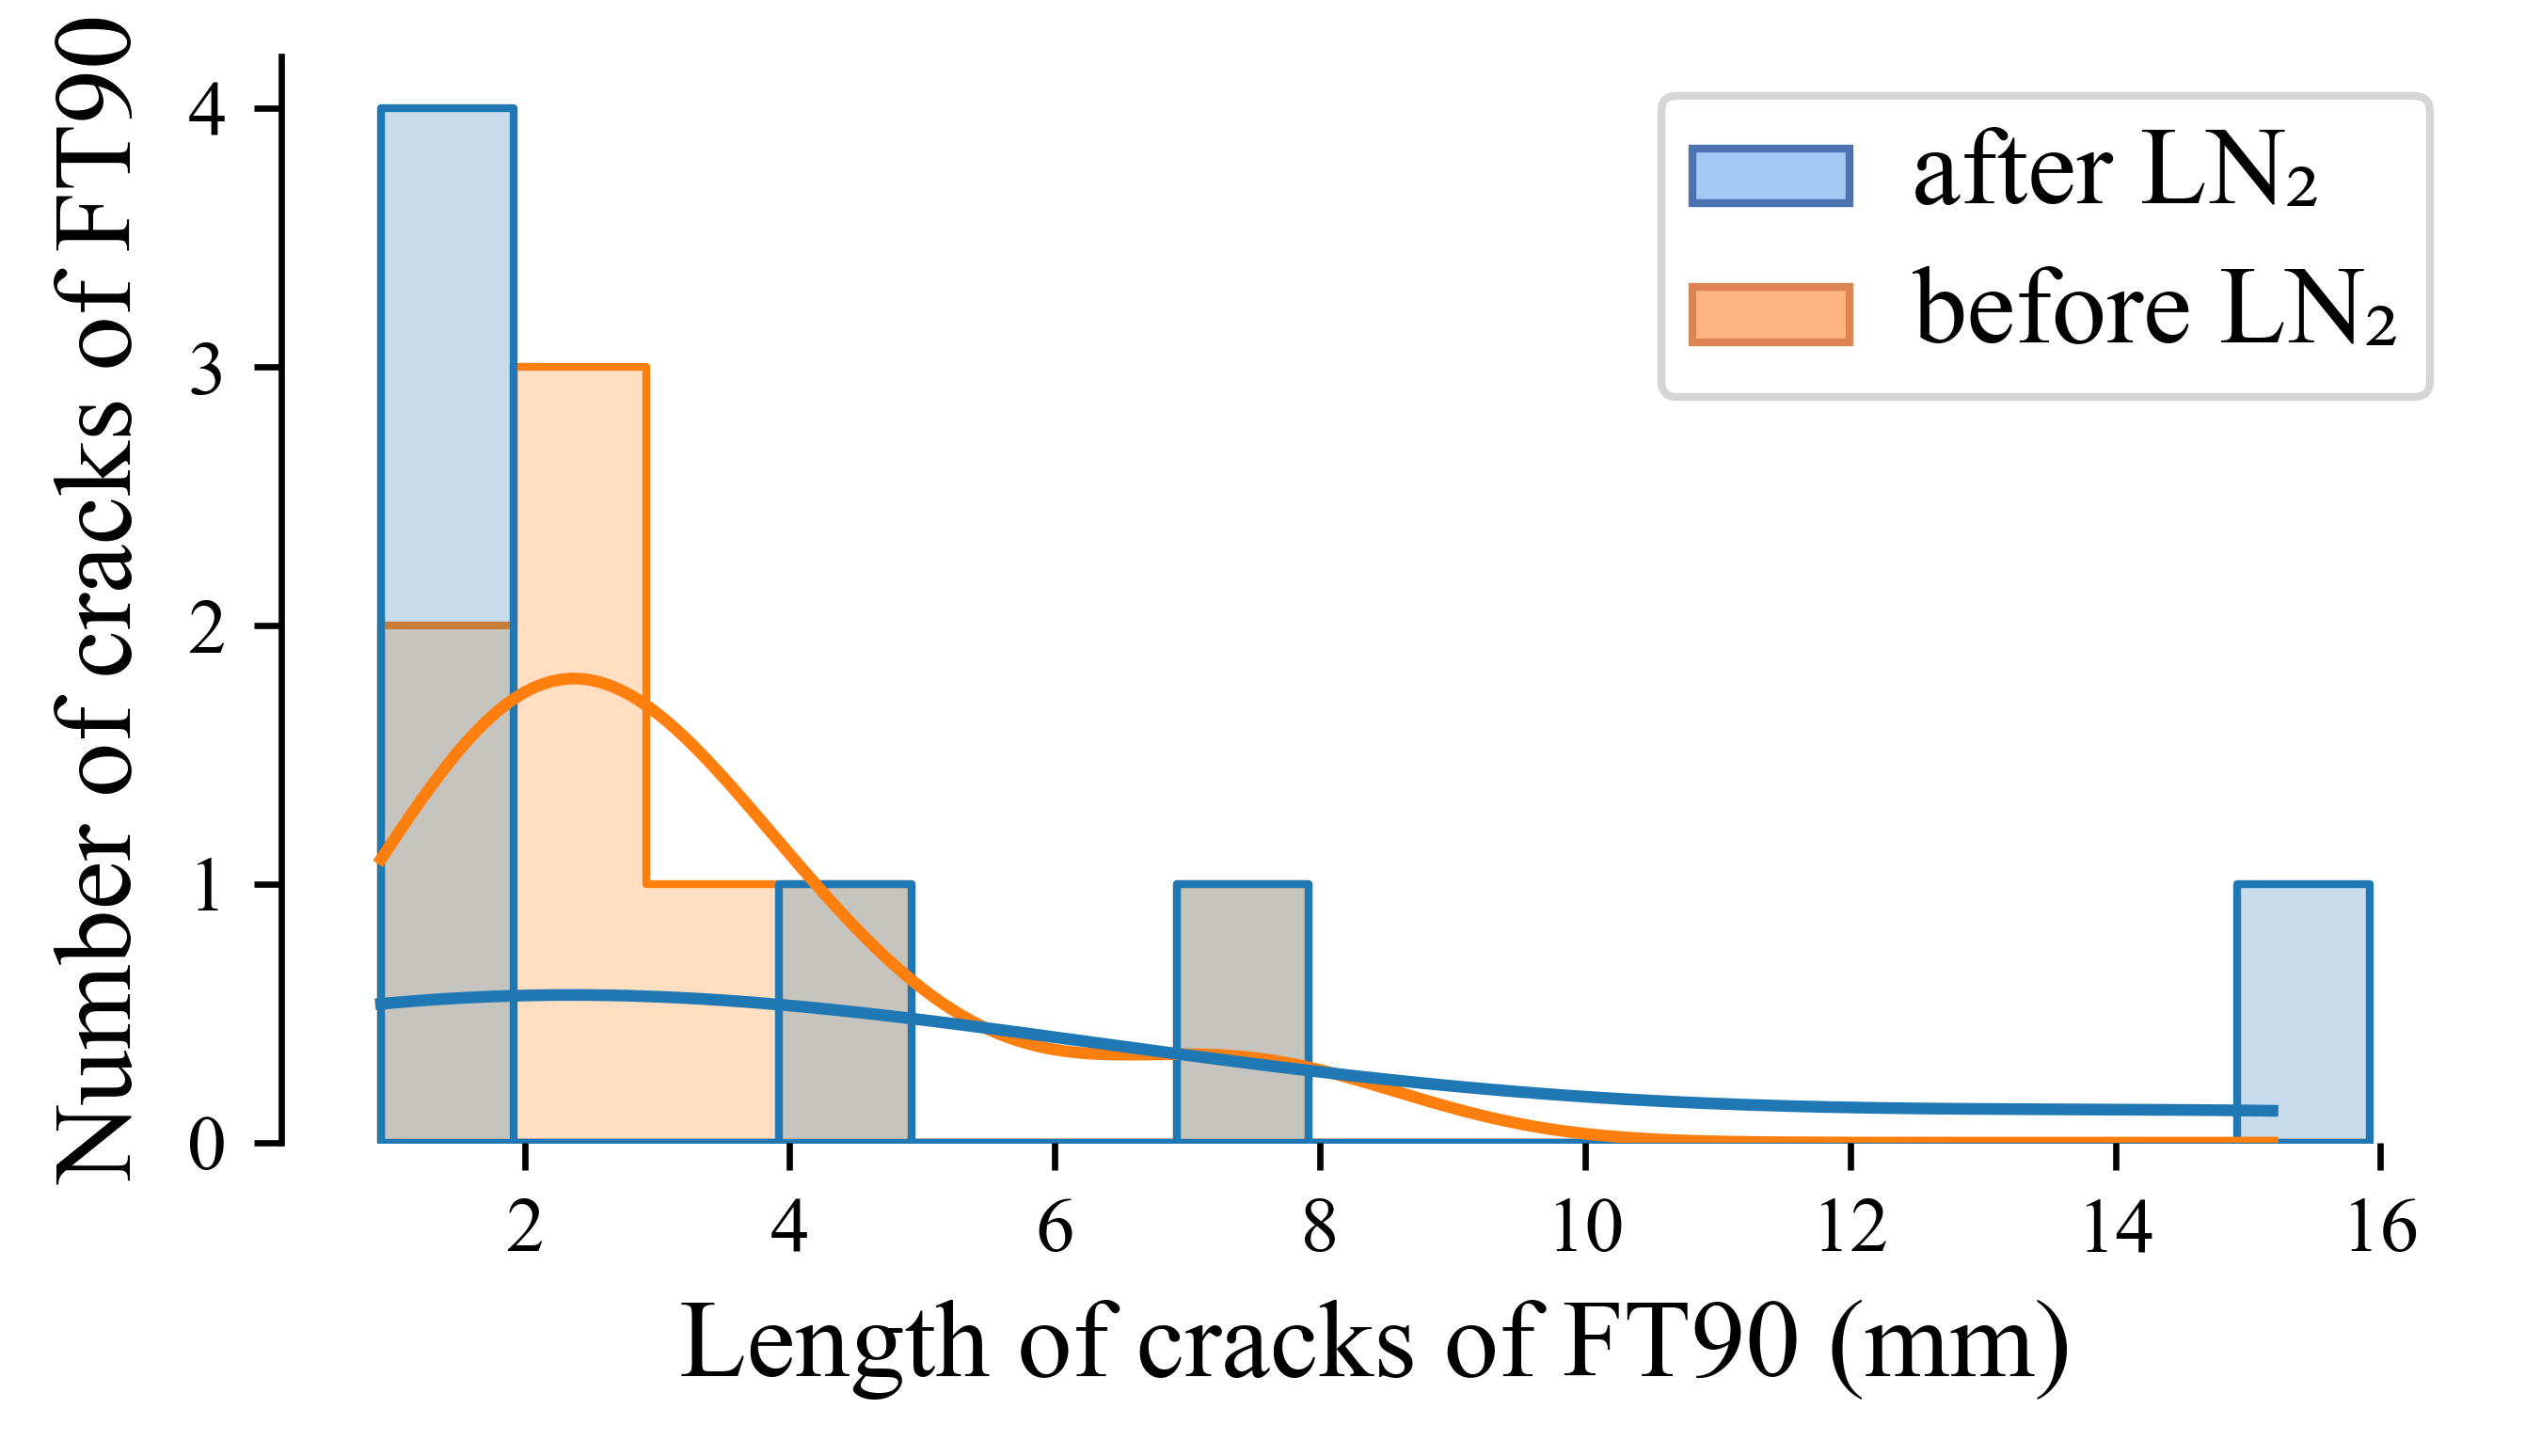 Number of cracks of FT90
4
3
2
1
0
after LN₂
before LN₂
2 4 6 8 10 12 14 16
Length of cracks of FT90 (mm)